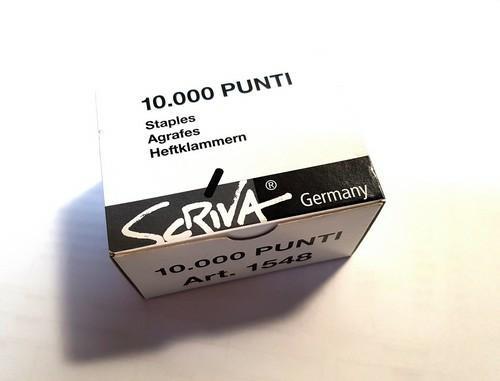 10.000 PUNTI
Staples
Agrafes
Heftklammern
SCRIVA® Germany
10.000 PUNTI
Art. 1548